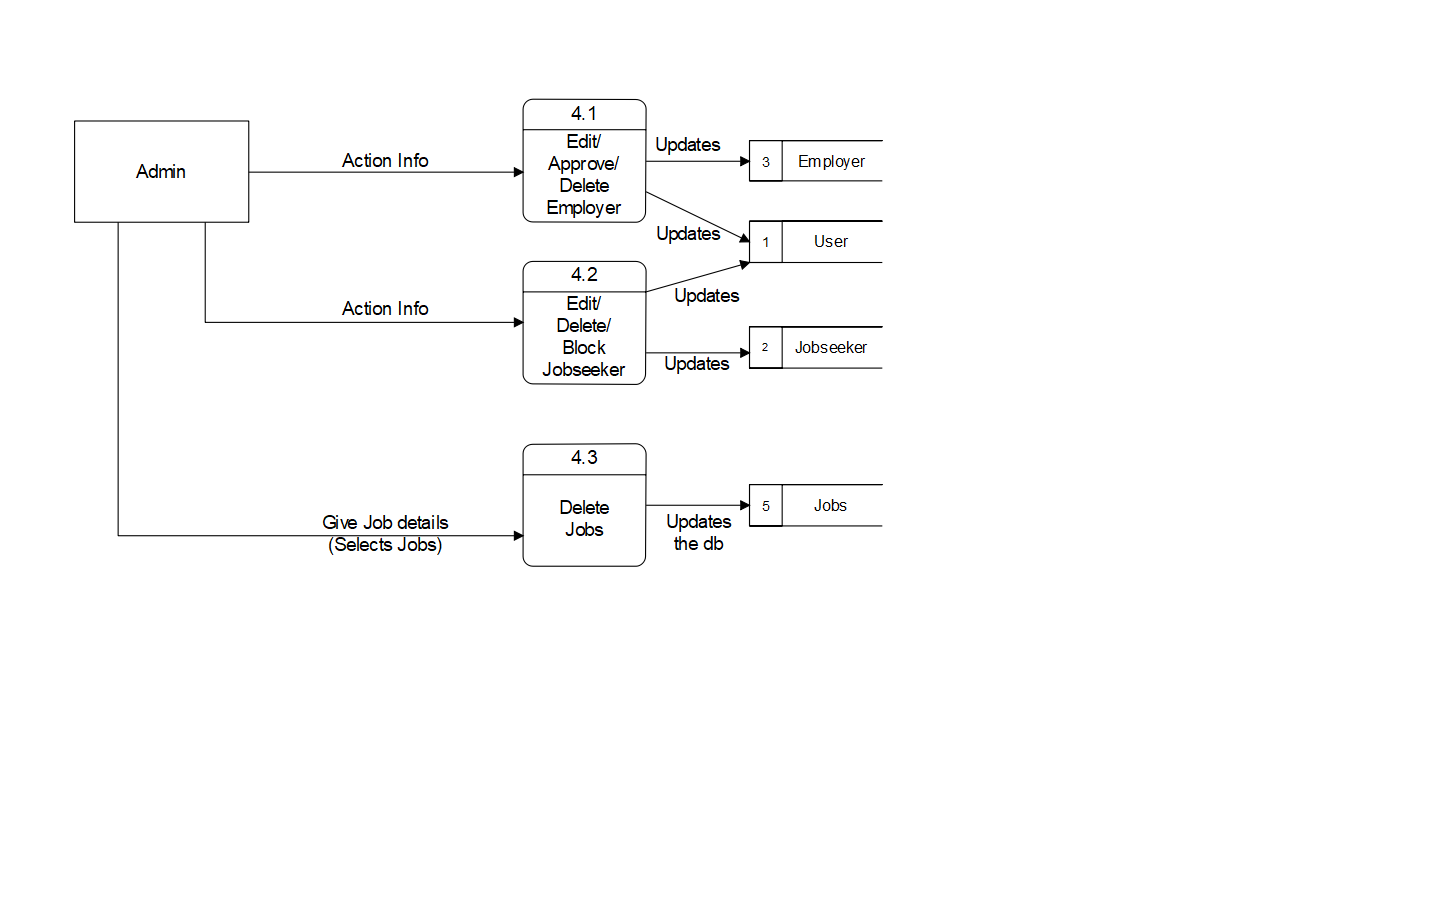 Admin
Action Info
4.1
Edit/
Approve/
Delete
Employer
Updates
3
Employer
Updates
1
User
Action Info
4.2
Edit/
Delete/
Block
Jobseeker
Updates
Updates
2
Jobseeker
Give Job details
(Selects Jobs)
4.3
Delete
Jobs
Updates
the db
5
Jobs